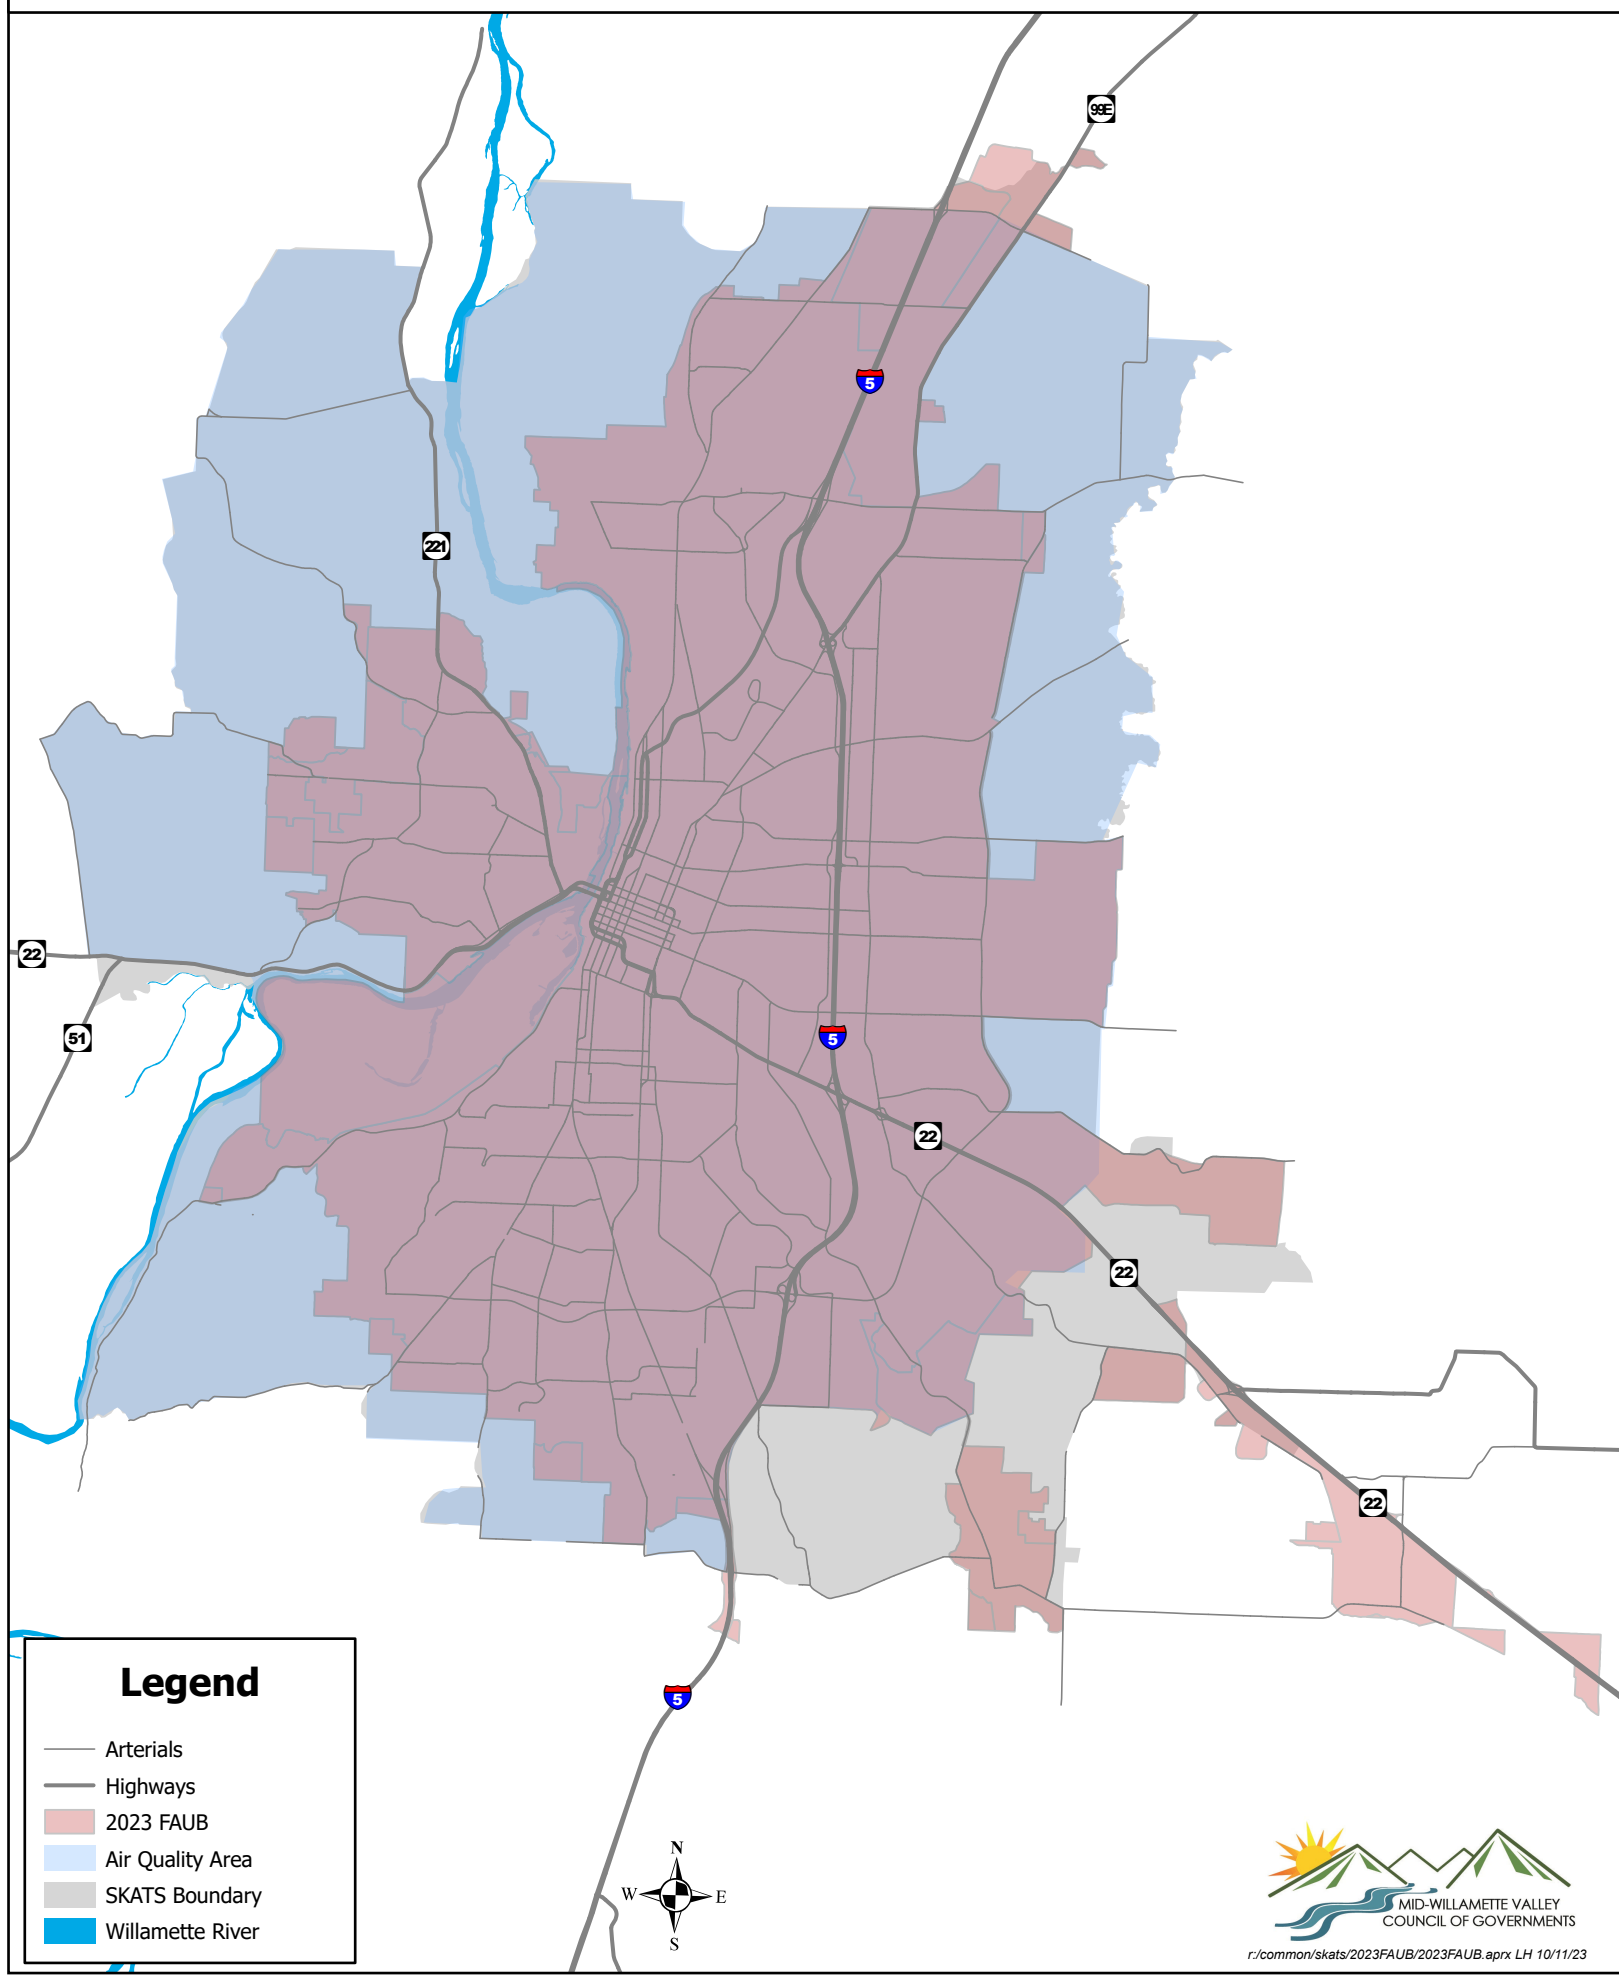 99E
5
221
22
51
5
22
22
22
5
Legend
Arterials
Highways
2023 FAUB
Air Quality Area
SKATS Boundary
Willamette River
N
W E
S
MID-WILLAMETTE VALLEY
COUNCIL OF GOVERNMENTS
r:/common/skats/2023FAUB/2023FAUB.aprx LH 10/11/23